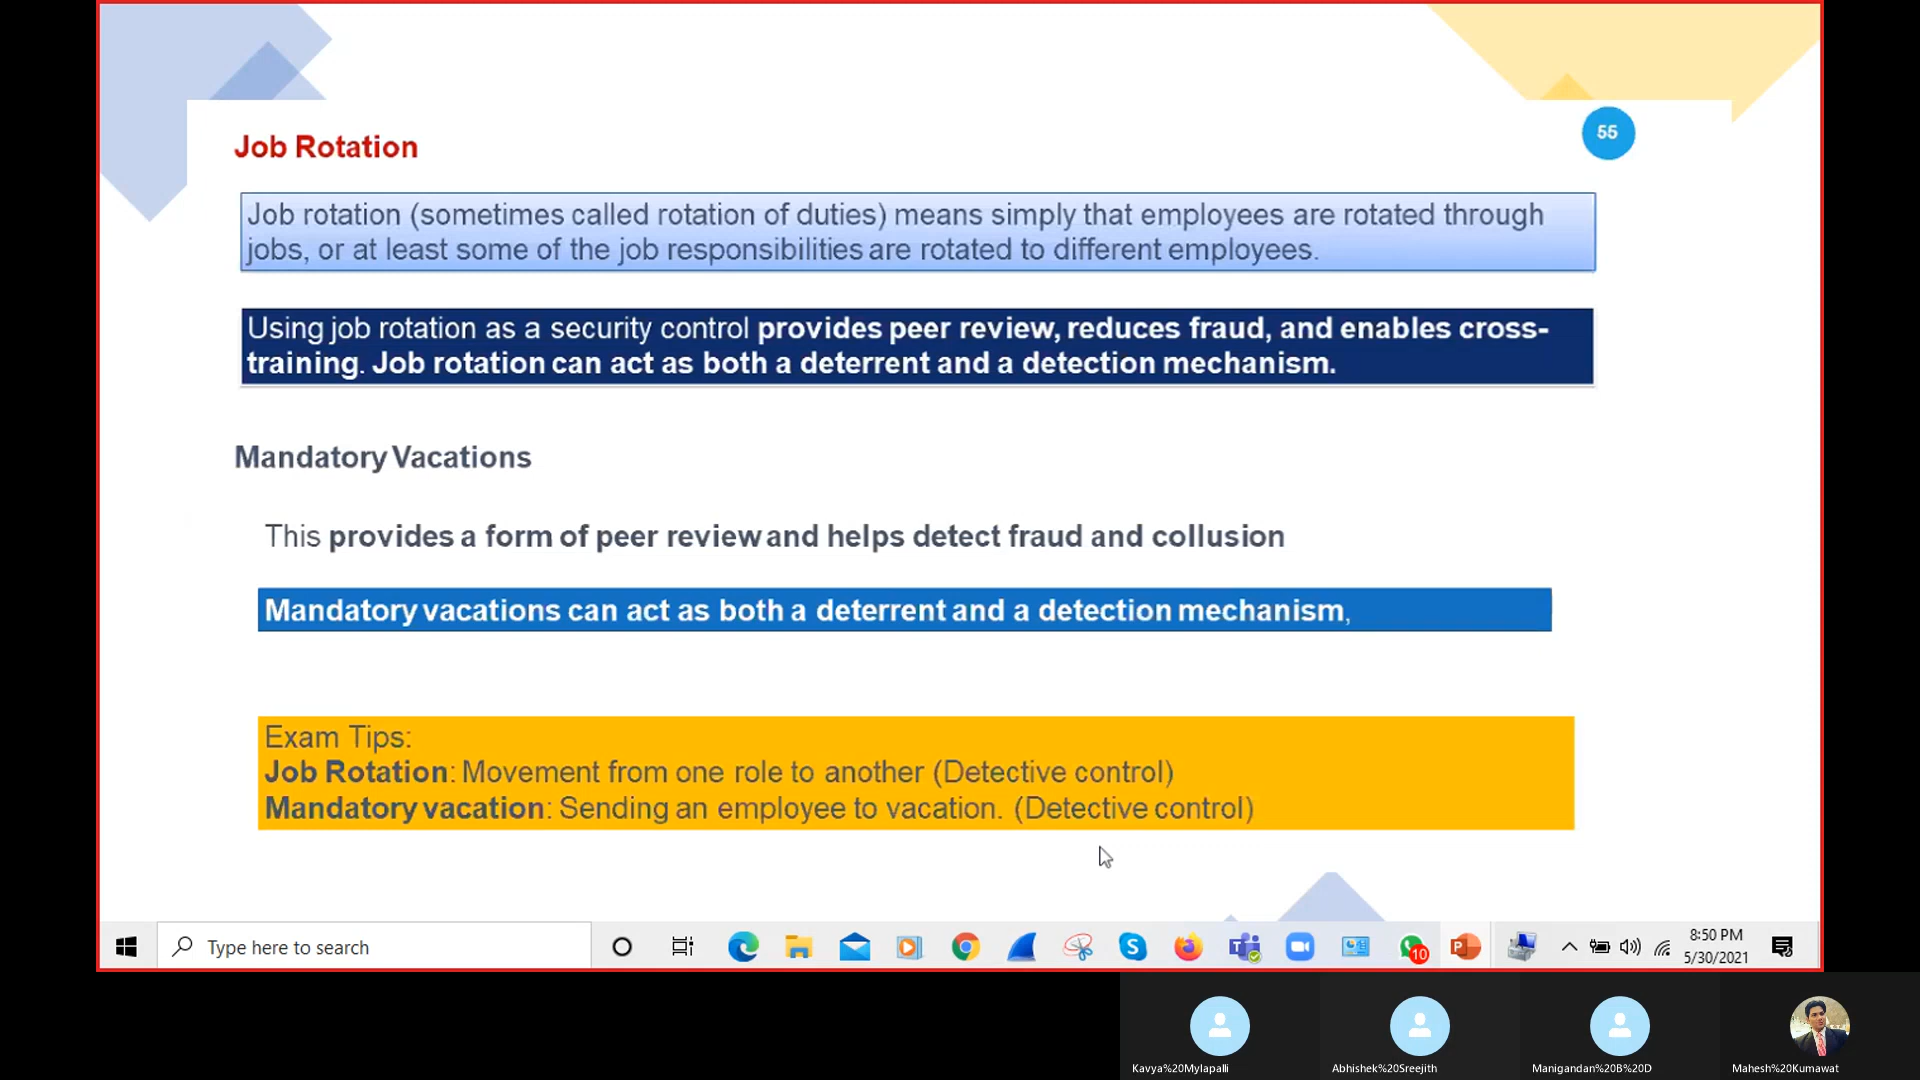 Job Rotation
55
Job rotation (sometimes called rotation of duties) means simply that employees are rotated through
jobs, or at least some of the job responsibilities are rotated to different employees.
Using job rotation as a security control provides peer review, reduces fraud, and enables cross-
training. Job rotation can act as both a deterrent and a detection mechanism.
Mandatory Vacations
This provides a form of peer review and helps detect fraud and collusion
Mandatory vacations can act as both a deterrent and a detection mechanism,
Exam Tips:
Job Rotation: Movement from one role to another (Detective control)
Mandatory vacation: Sending an employee to vacation. (Detective control)
Type here to search
10
8:50 PM
5/30/2021
Kavya%20Mylapalli
Abhishek%20Sreejith
Manigandan%20B%20D
Mahesh%20Kumawat